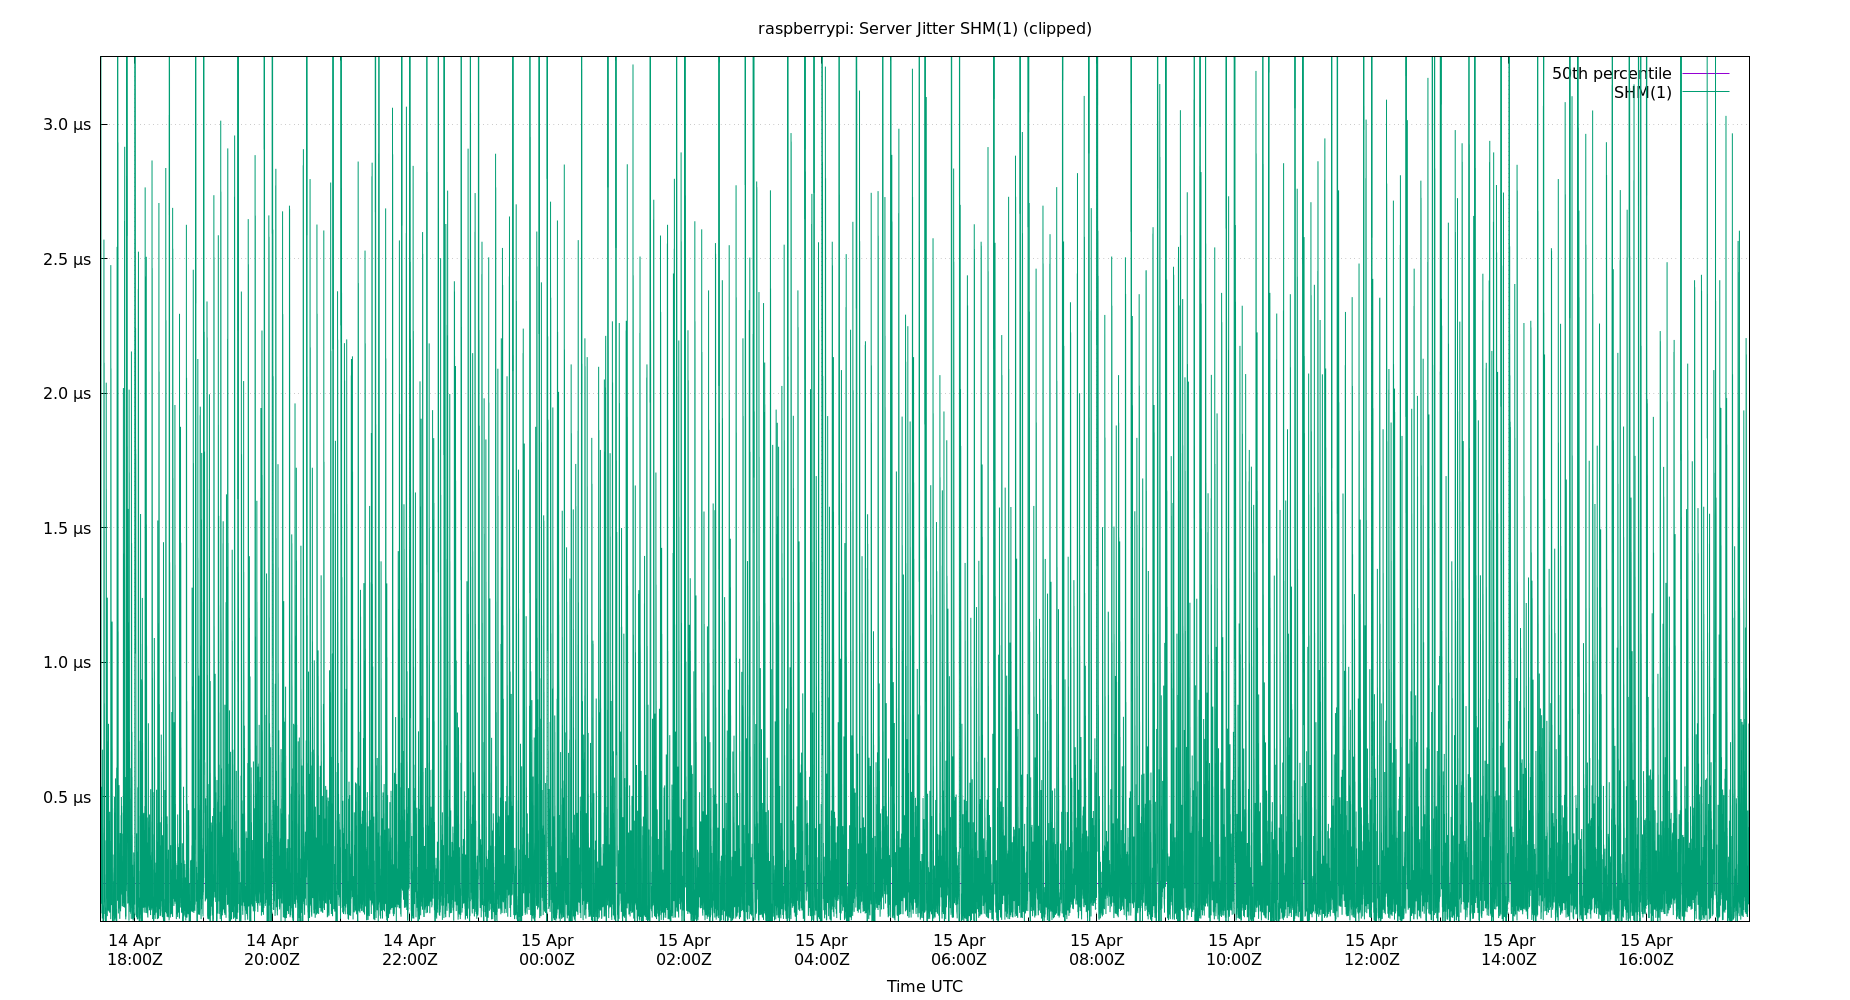 raspberrypi: Server Jitter SHM(1) (clipped)
50th percentile
SHM(1)
3.0 μs
2.5 μs
2.0 μs
1.5 μs
1.0 μs
0.5 μs
14 Apr 14 Apr 14 Apr 15 Apr 15 Apr 15 Apr 15 Apr 15 Apr 15 Apr 15 Apr 15 Apr 15 Apr
18:00Z 20:00Z 22:00Z 00:00Z 02:00Z 04:00Z 06:00Z 08:00Z 10:00Z 12:00Z 14:00Z 16:00Z
Time UTC